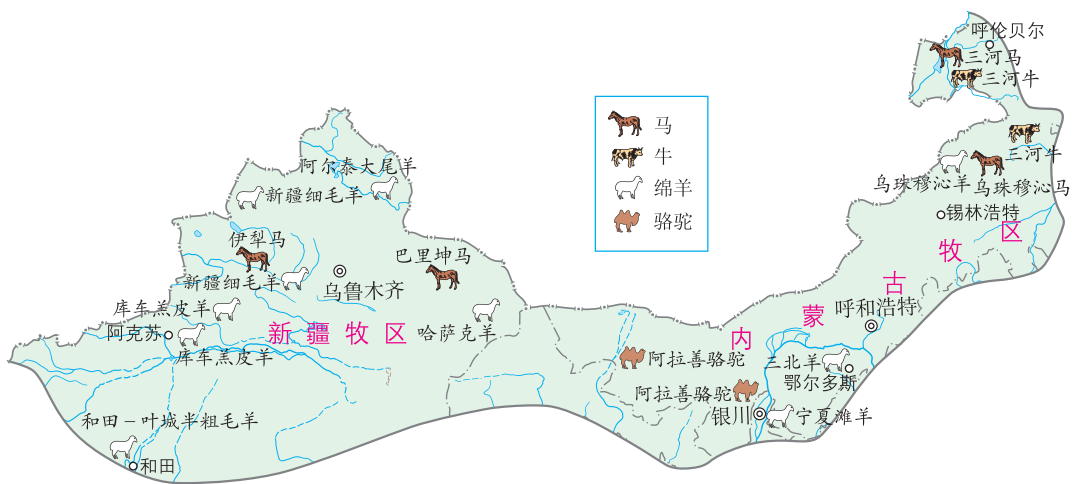 呼伦贝尔
三河马
三河牛
马
牛
绵羊
骆驼
三河牛
乌珠穆沁羊
乌珠穆沁马
锡林浩特
内蒙古牧区
呼和浩特
阿尔泰大尾羊
新疆细毛羊
伊犁马
巴里坤马
新疆细毛羊
乌鲁木齐
库车羔皮羊
阿克苏
新疆牧区
哈萨克羊
库车羔皮羊
阿拉善骆驼
三北羊
鄂尔多斯
阿拉善骆驼
银川
宁夏滩羊
和田－叶城半粗毛羊
和田